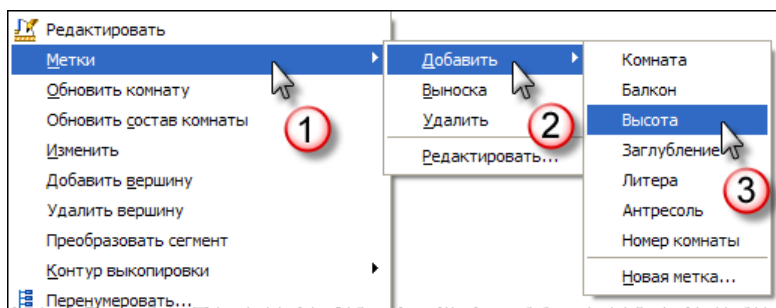 Редактировать
Метки
Обновить комнату
Обновить состав комнаты
Изменить
Добавить вершину
Удалить вершину
Преобразовать сегмент
Контур выкопировки
Перенумеровать...
1
Добавить
Выноска
Удалить
Редактировать...
2
Комната
Балкон
Высота
Заглубление
Литера
Антресоль
Номер комнаты
Новая метка...
3